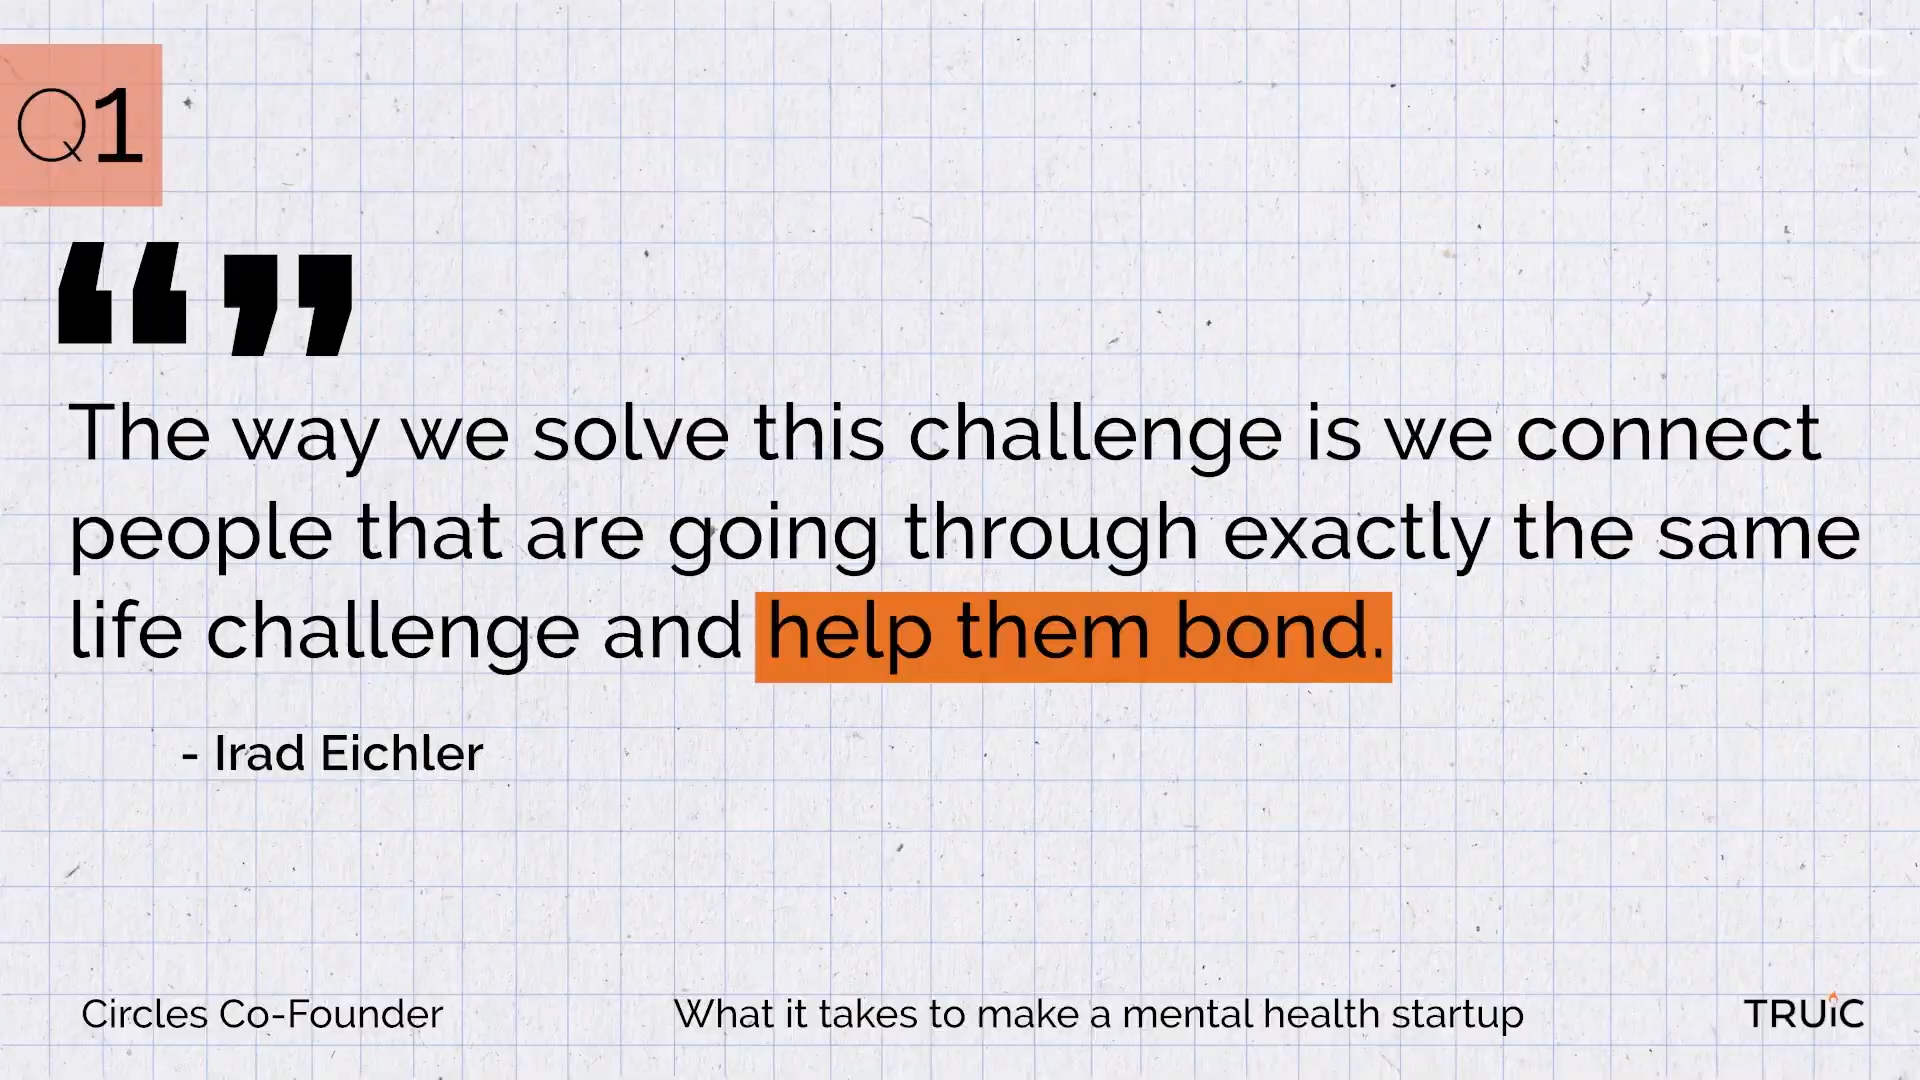 TRUiC
Q1
“ ”
The way we solve this challenge is we connect
people that are going through exactly the same
life challenge and help them bond.
- Irad Eichler
Circles Co-Founder
What it takes to make a mental health startup
TRUiC